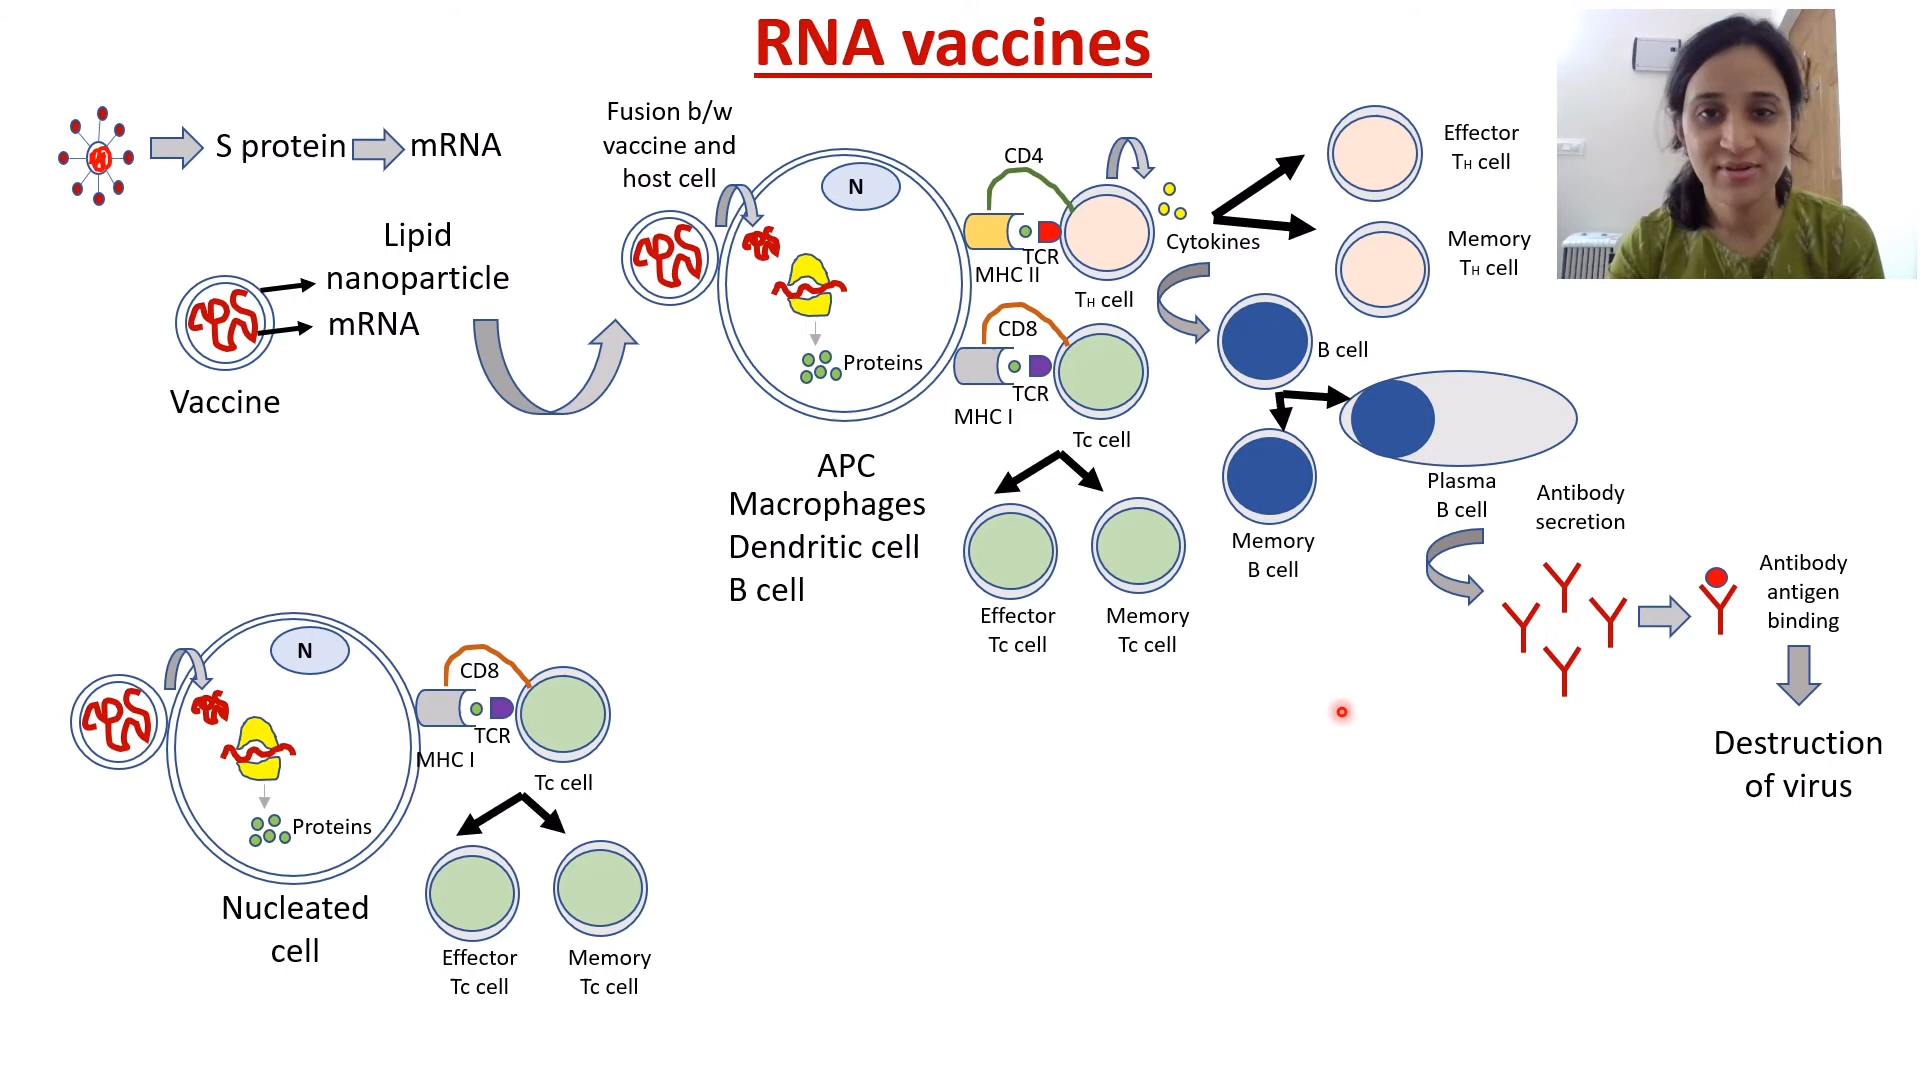 RNA vaccines
S protein
mRNA
Lipid
nanoparticle
mRNA
Vaccine
Fusion b/w
vaccine and
host cell
N
Proteins
APC
Macrophages
Dendritic cell
B cell
CD4
TCR
MHC II
TH cell
CD8
TCR
MHC I
Tc cell
Effector
Tc cell
Memory
Tc cell
Cytokines
Effector
TH cell
Memory
TH cell
B cell
Memory
B cell
Plasma
B cell
Antibody
secretion
Antibody
antigen
binding
Destruction
of virus
N
Proteins
Nucleated
cell
CD8
TCR
MHC I
Tc cell
Effector
Tc cell
Memory
Tc cell